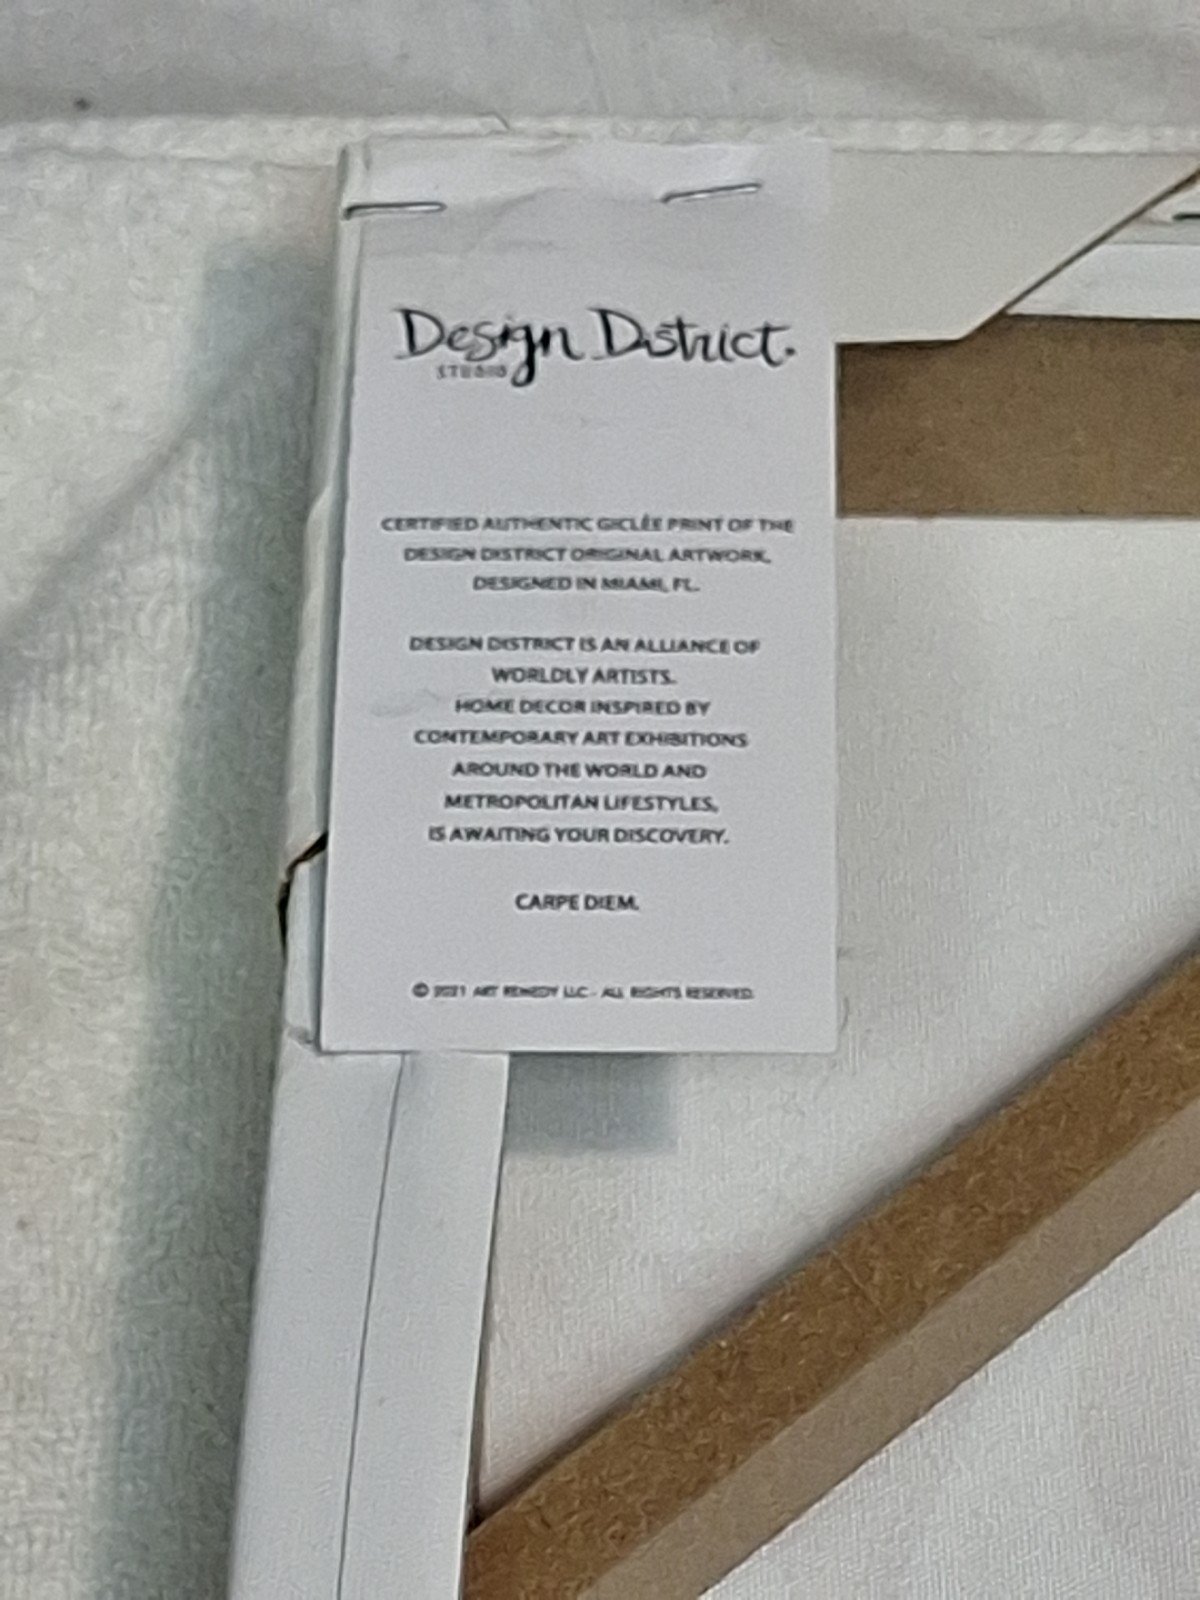 Design District.
STUDIO
CERTIFIED AUTHENTIC GICLÉE PRINT OF THE
DESIGN DISTRICT ORIGINAL ARTWORK.
DESIGNED IN MIAMI, FL.
DESIGN DISTRICT IS AN ALLIANCE OF
WORLDLY ARTISTS.
HOME DECOR INSPIRED BY
CONTEMPORARY ART EXHIBITIONS
AROUND THE WORLD AND
METROPOLITAN LIFESTYLES,
IS AWAITING YOUR DISCOVERY.
CARPE DIEM.
© 2021 ART REMEDY LLC - ALL RIGHTS RESERVED.